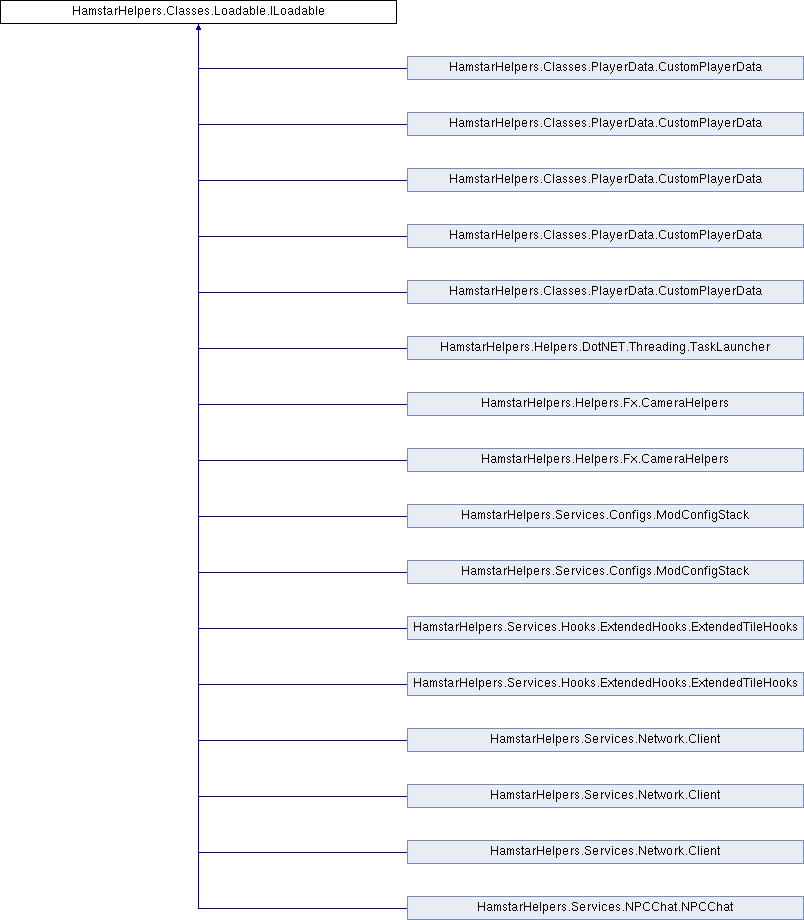 HamstarHelpers.Classes.Loadable.ILoadable
HamstarHelpers.Classes.PlayerData.CustomPlayerData
HamstarHelpers.Classes.PlayerData.CustomPlayerData
HamstarHelpers.Classes.PlayerData.CustomPlayerData
HamstarHelpers.Classes.PlayerData.CustomPlayerData
HamstarHelpers.Classes.PlayerData.CustomPlayerData
HamstarHelpers.Helpers.DotNET.Threading.TaskLauncher
HamstarHelpers.Helpers.Fx.CameraHelpers
HamstarHelpers.Helpers.Fx.CameraHelpers
HamstarHelpers.Services.Configs.ModConfigStack
HamstarHelpers.Services.Configs.ModConfigStack
HamstarHelpers.Services.Hooks.ExtendedHooks.ExtendedTileHooks
HamstarHelpers.Services.Hooks.ExtendedHooks.ExtendedTileHooks
HamstarHelpers.Services.Network.Client
HamstarHelpers.Services.Network.Client
HamstarHelpers.Services.Network.Client
HamstarHelpers.Services.NPCChat.NPCChat